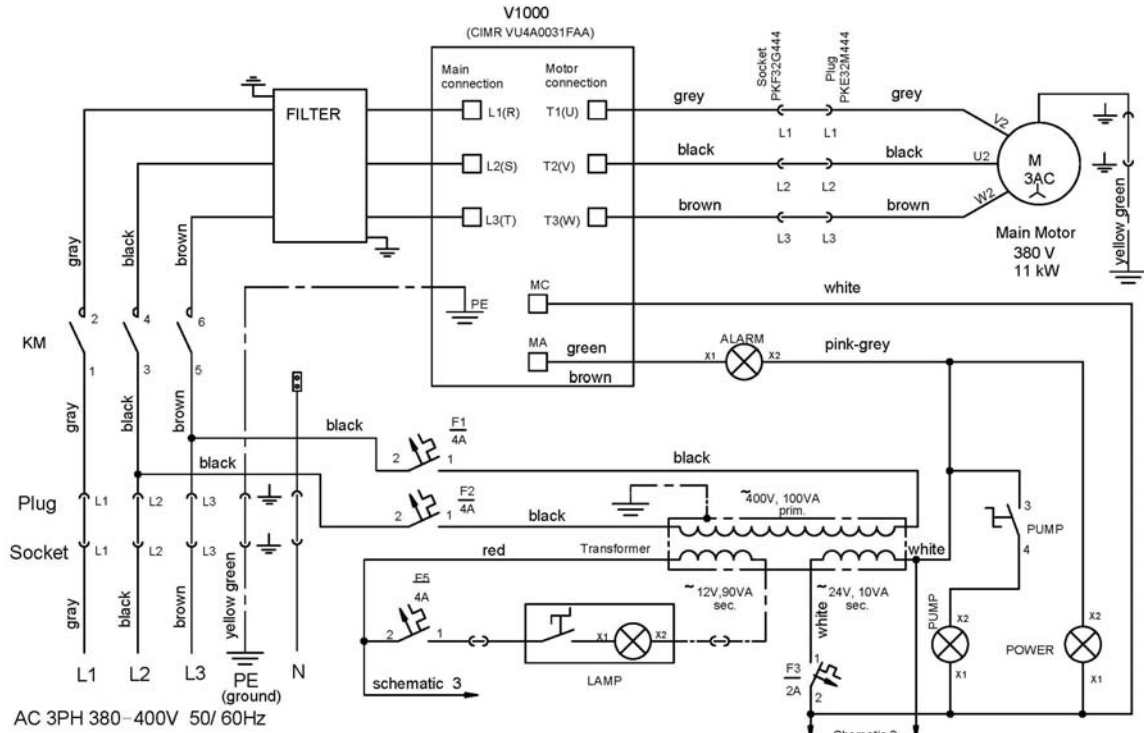 V1000
(CIMR VU4A0031FAA)
Main
connection
Motor
connection
Socket
PKF32G444
Plug
PKE32M444
FILTER
L1(R)
T1(U)
grey
L1
L1
grey
V2
L2(S)
T2(V)
black
L2
L2
black
U2
M
3AC
L3(T)
T3(W)
brown
L3
L3
brown
W2
Main Motor
380 V
11 kW
yellow green
gray
black
brown
PE
MC
white
KM
2
4
6
1
3
5
MA
green
brown
X1
ALARM
X2
pink-grey
gray
black
brown
black
2
F1
4A
1
black
black
2
F2
4A
1
black
~400V, 100VA
prim.
Plug
L1
L2
L3
Socket
L1
L2
L3
red
Transformer
white
3
PUMP
4
gray
black
brown
yellow green
~12V,90VA
sec.
~24V, 10VA
sec.
white
2
F5
4A
1
X1
X2
LAMP
1
F3
2A
2
PUMP
X2
X1
POWER
X2
X1
L1
L2
L3
PE
(ground)
N
schematic 3
AC 3PH 380-400V 50/ 60Hz